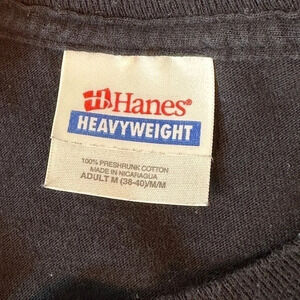 Hanes®
HEAVYWEIGHT
100% PRESHRUNK COTTON
MADE IN NICARAGUA
ADULT M (38-40)/M/M